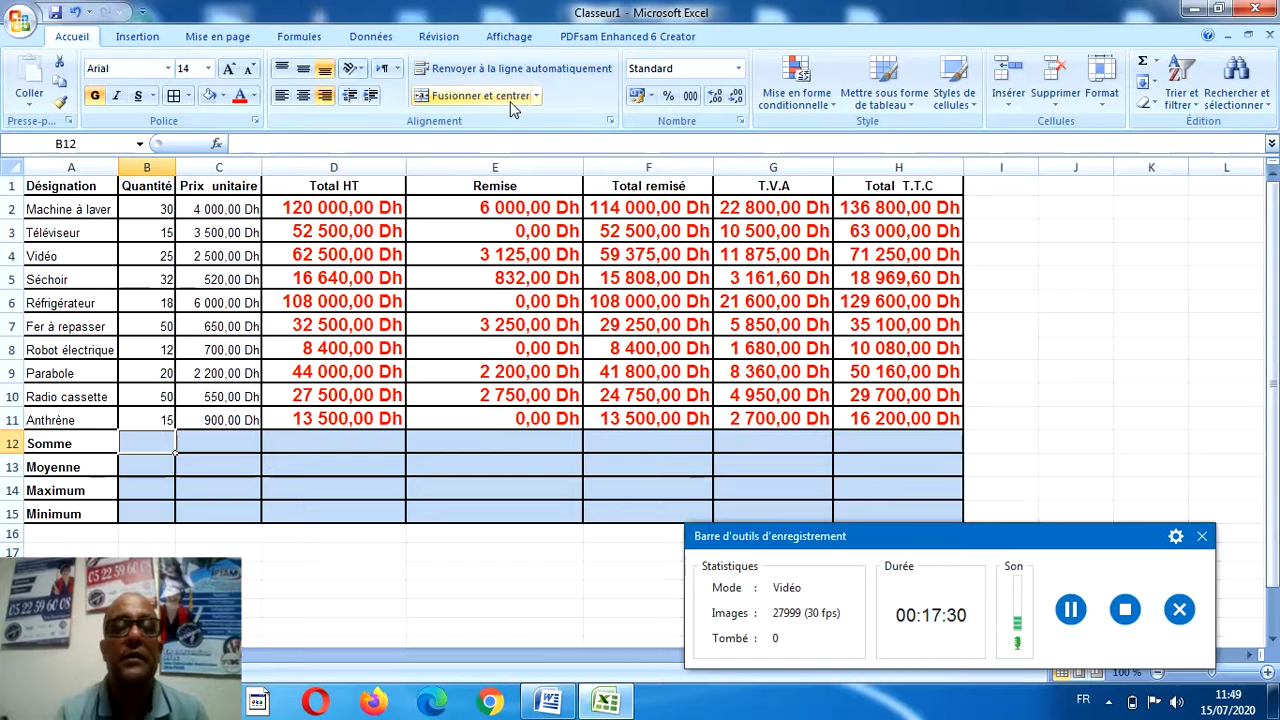 Classeur1 - Microsoft Excel
Accueil Insertion Mise en page Formules Données Révision Affichage PDFsam Enhanced 6 Creator
Coller
Arial 14
Renvoyer à la ligne automatiquement
Standard
G I S A
Fusionner et centrer
% 000
Mise en forme conditionnelle
Mettre sous forme de tableau
Styles de cellules
Insérer Supprimer Format
Trier et filtrer
Rechercher et sélectionner
Presse-p... Police Alignement Nombre Style Cellules Édition
B12 fx
A B C D E F G H I J K L
1 Désignation Quantité Prix unitaire Total HT Remise Total remisé T.V.A Total T.T.C
2 Machine à laver 30 4 000,00 Dh 120 000,00 Dh 6 000,00 Dh 114 000,00 Dh 22 800,00 Dh 136 800,00 Dh
3 Téléviseur 15 3 500,00 Dh 52 500,00 Dh 0,00 Dh 52 500,00 Dh 10 500,00 Dh 63 000,00 Dh
4 Vidéo 25 2 500,00 Dh 62 500,00 Dh 3 125,00 Dh 59 375,00 Dh 11 875,00 Dh 71 250,00 Dh
5 Séchoir 32 520,00 Dh 16 640,00 Dh 832,00 Dh 15 808,00 Dh 3 161,60 Dh 18 969,60 Dh
6 Réfrigérateur 18 6 000,00 Dh 108 000,00 Dh 0,00 Dh 108 000,00 Dh 21 600,00 Dh 129 600,00 Dh
7 Fer à repasser 50 650,00 Dh 32 500,00 Dh 3 250,00 Dh 29 250,00 Dh 5 850,00 Dh 35 100,00 Dh
8 Robot électrique 12 700,00 Dh 8 400,00 Dh 0,00 Dh 8 400,00 Dh 1 680,00 Dh 10 080,00 Dh
9 Parabole 20 2 200,00 Dh 44 000,00 Dh 2 200,00 Dh 41 800,00 Dh 8 360,00 Dh 50 160,00 Dh
10 Radio cassette 50 550,00 Dh 27 500,00 Dh 2 750,00 Dh 24 750,00 Dh 4 950,00 Dh 29 700,00 Dh
11 Anthrène 15 900,00 Dh 13 500,00 Dh 0,00 Dh 13 500,00 Dh 2 700,00 Dh 16 200,00 Dh
12 Somme
13 Moyenne
14 Maximum
15 Minimum
16
17
Barre d'outils d'enregistrement
Statistiques
Mode : Vidéo
Images : 27999 (30 fps)
Tombé : 0
Durée
00:17:30
Son
05 22 59 60 08
100 %
FR
11:49
15/07/2020